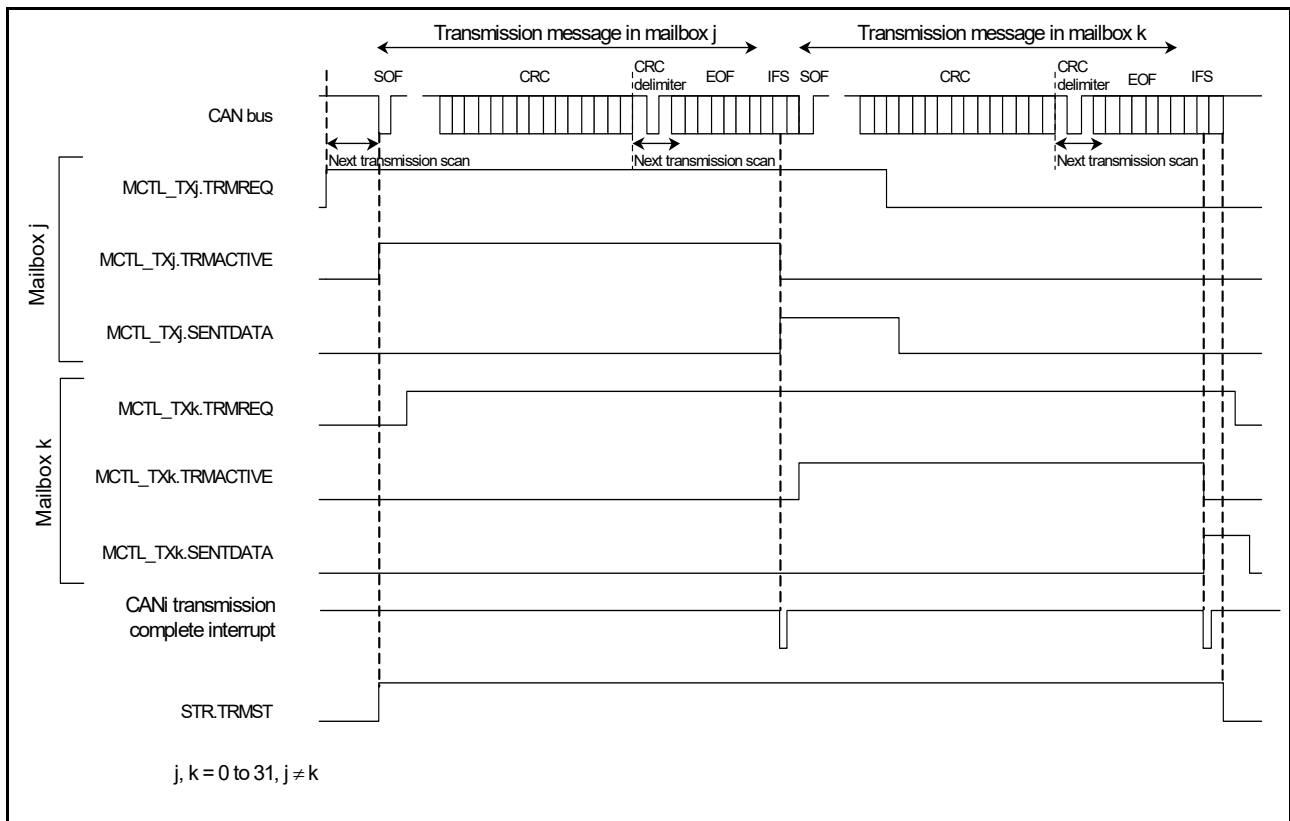 Transmission message in mailbox j
Transmission message in mailbox k
SOF
CRC
CRC
delimiter
EOF
IFS
SOF
CRC
CRC
delimiter
EOF
IFS
CAN bus
Next transmission scan
Next transmission scan
Next transmission scan
Mailbox j
MCTL_TXj.TRMREQ
MCTL_TXj.TRMACTIVE
MCTL_TXj.SENTDATA
Mailbox k
MCTL_TXk.TRMREQ
MCTL_TXk.TRMACTIVE
MCTL_TXk.SENTDATA
CANi transmission
complete interrupt
STR.TRMST
j, k = 0 to 31, j ≠ k